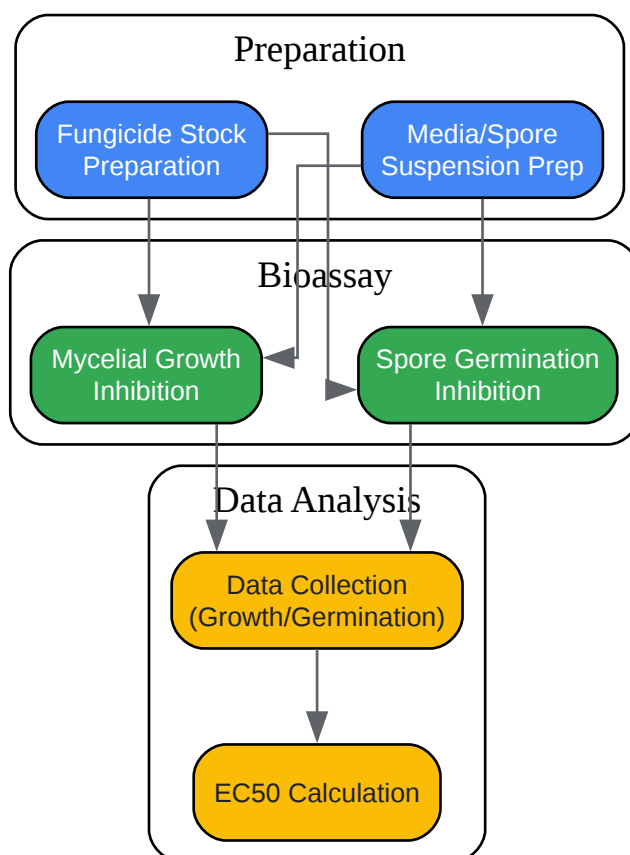 Preparation
Fungicide Stock
Preparation
Media/Spore
Suspension Prep
Bioassay
Mycelial Growth
Inhibition
Spore Germination
Inhibition
Data Analysis
Data Collection
(Growth/Germination)
EC50 Calculation